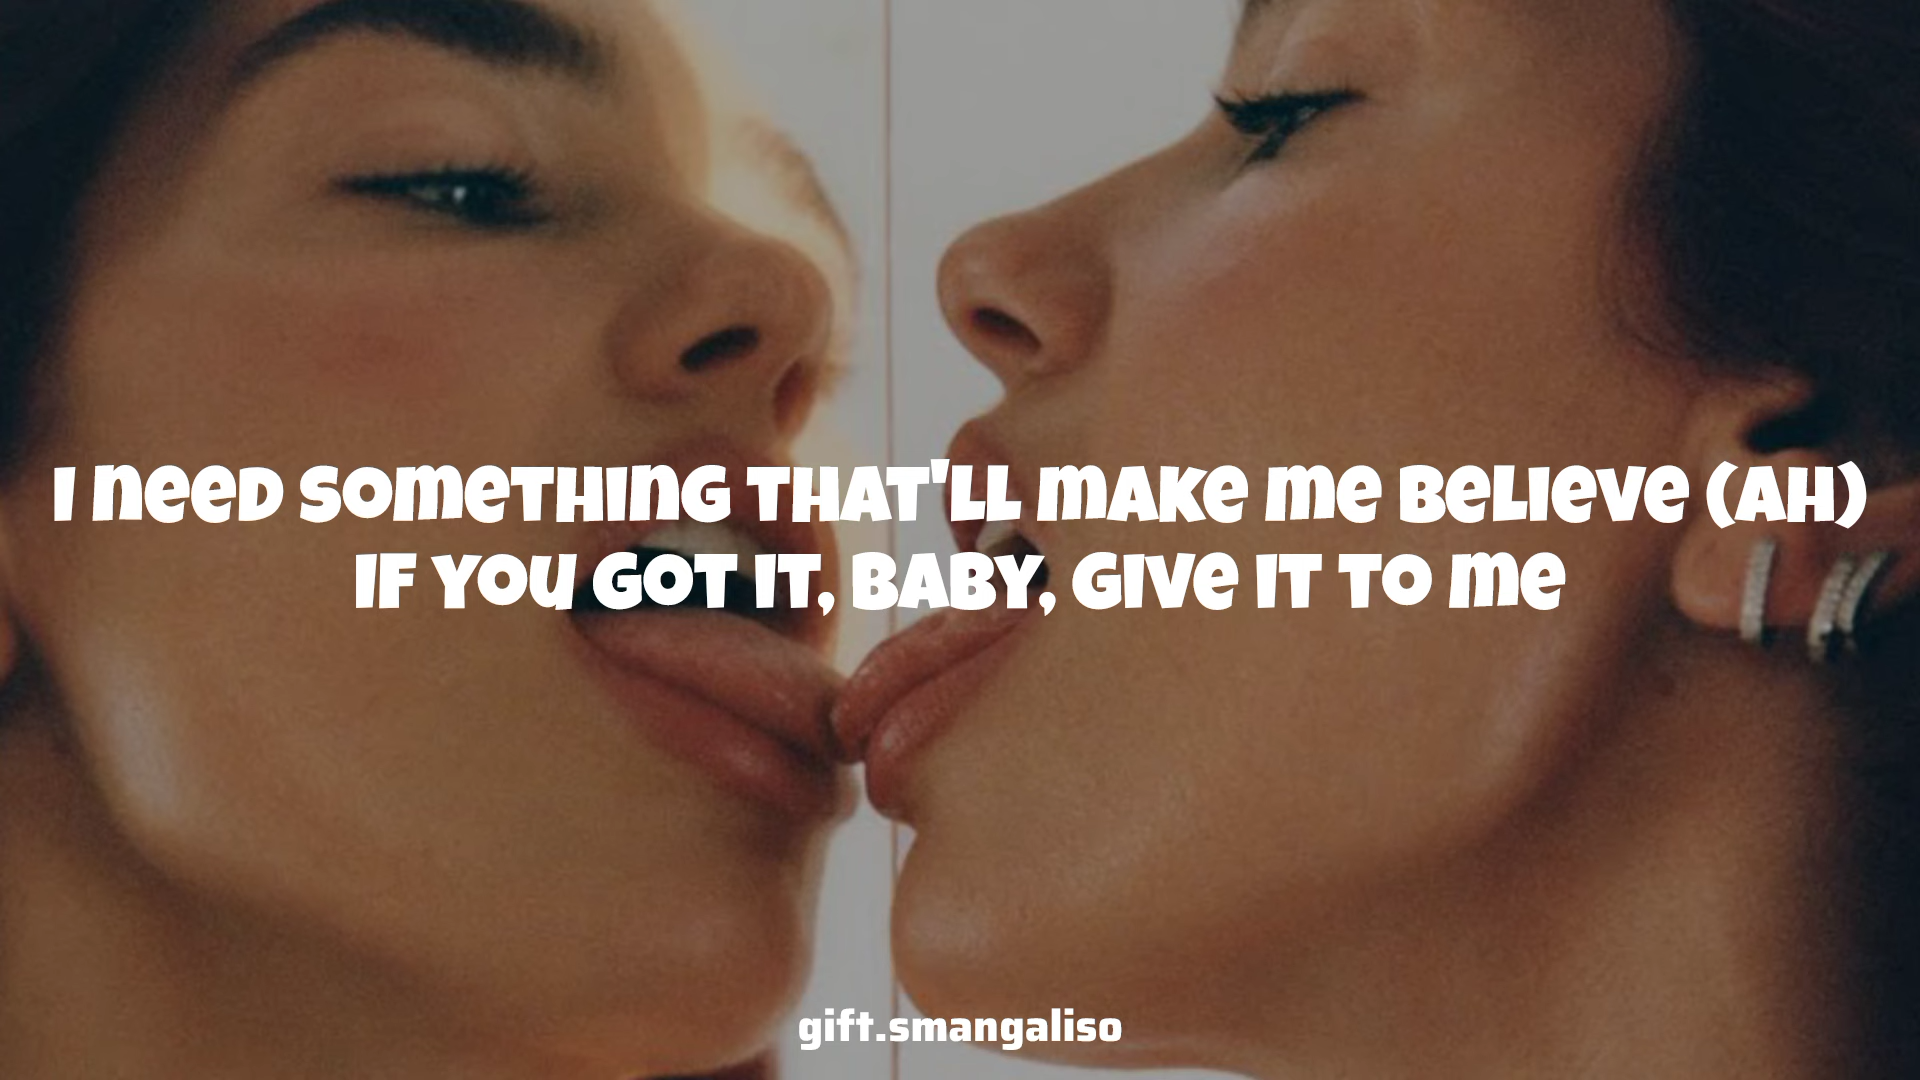 I need something that'll make me believe (ah)
If you got it, baby, give it to me
gift.smangaliso